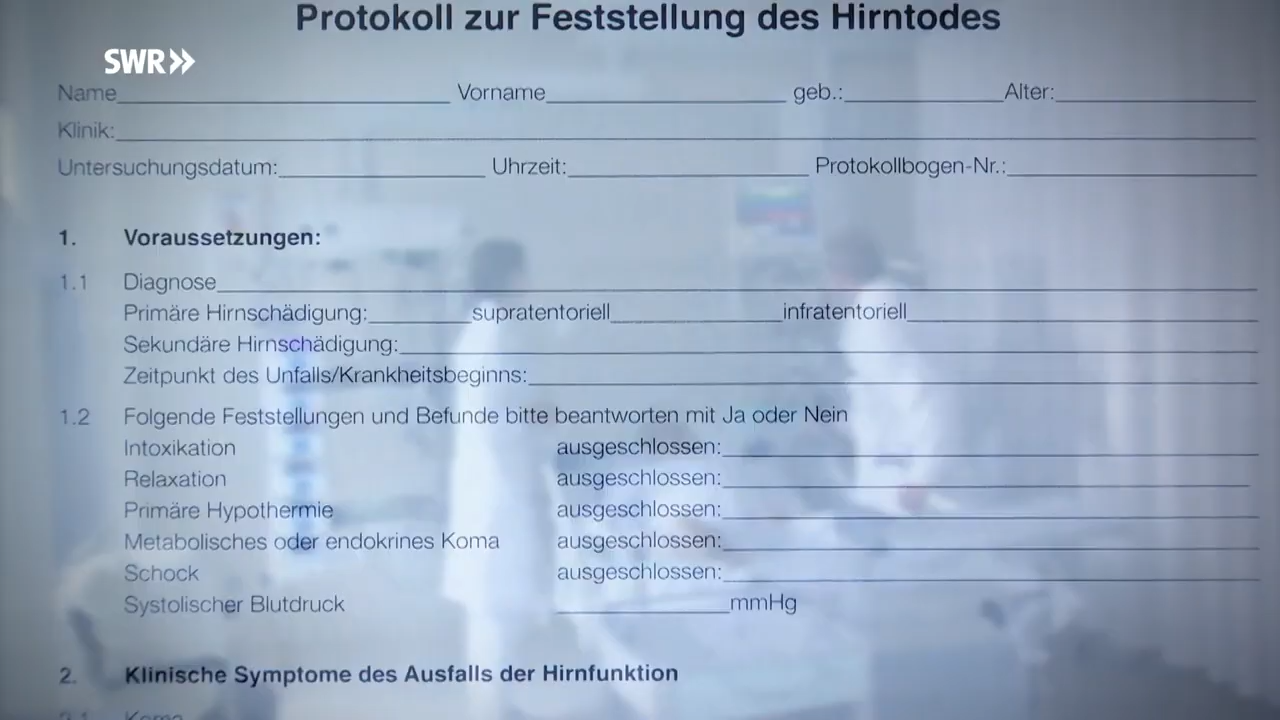 Protokoll zur Feststellung des Hirntodes
SWR
Name Vorname geb.: Alter:
Klinik:
Untersuchungsdatum: Uhrzeit: Protokollbogen-Nr.:
1. Voraussetzungen:
1.1 Diagnose
Primäre Hirnschädigung: supratentoriell infratentoriell
Sekundäre Hirnschädigung:
Zeitpunkt des Unfalls/Krankheitsbeginns:
1.2 Folgende Feststellungen und Befunde bitte beantworten mit Ja oder Nein
Intoxikation ausgeschlossen:
Relaxation ausgeschlossen:
Primäre Hypothermie ausgeschlossen:
Metabolisches oder endokrines Koma ausgeschlossen:
Schock ausgeschlossen:
Systolischer Blutdruck mmHg
2. Klinische Symptome des Ausfalls der Hirnfunktion